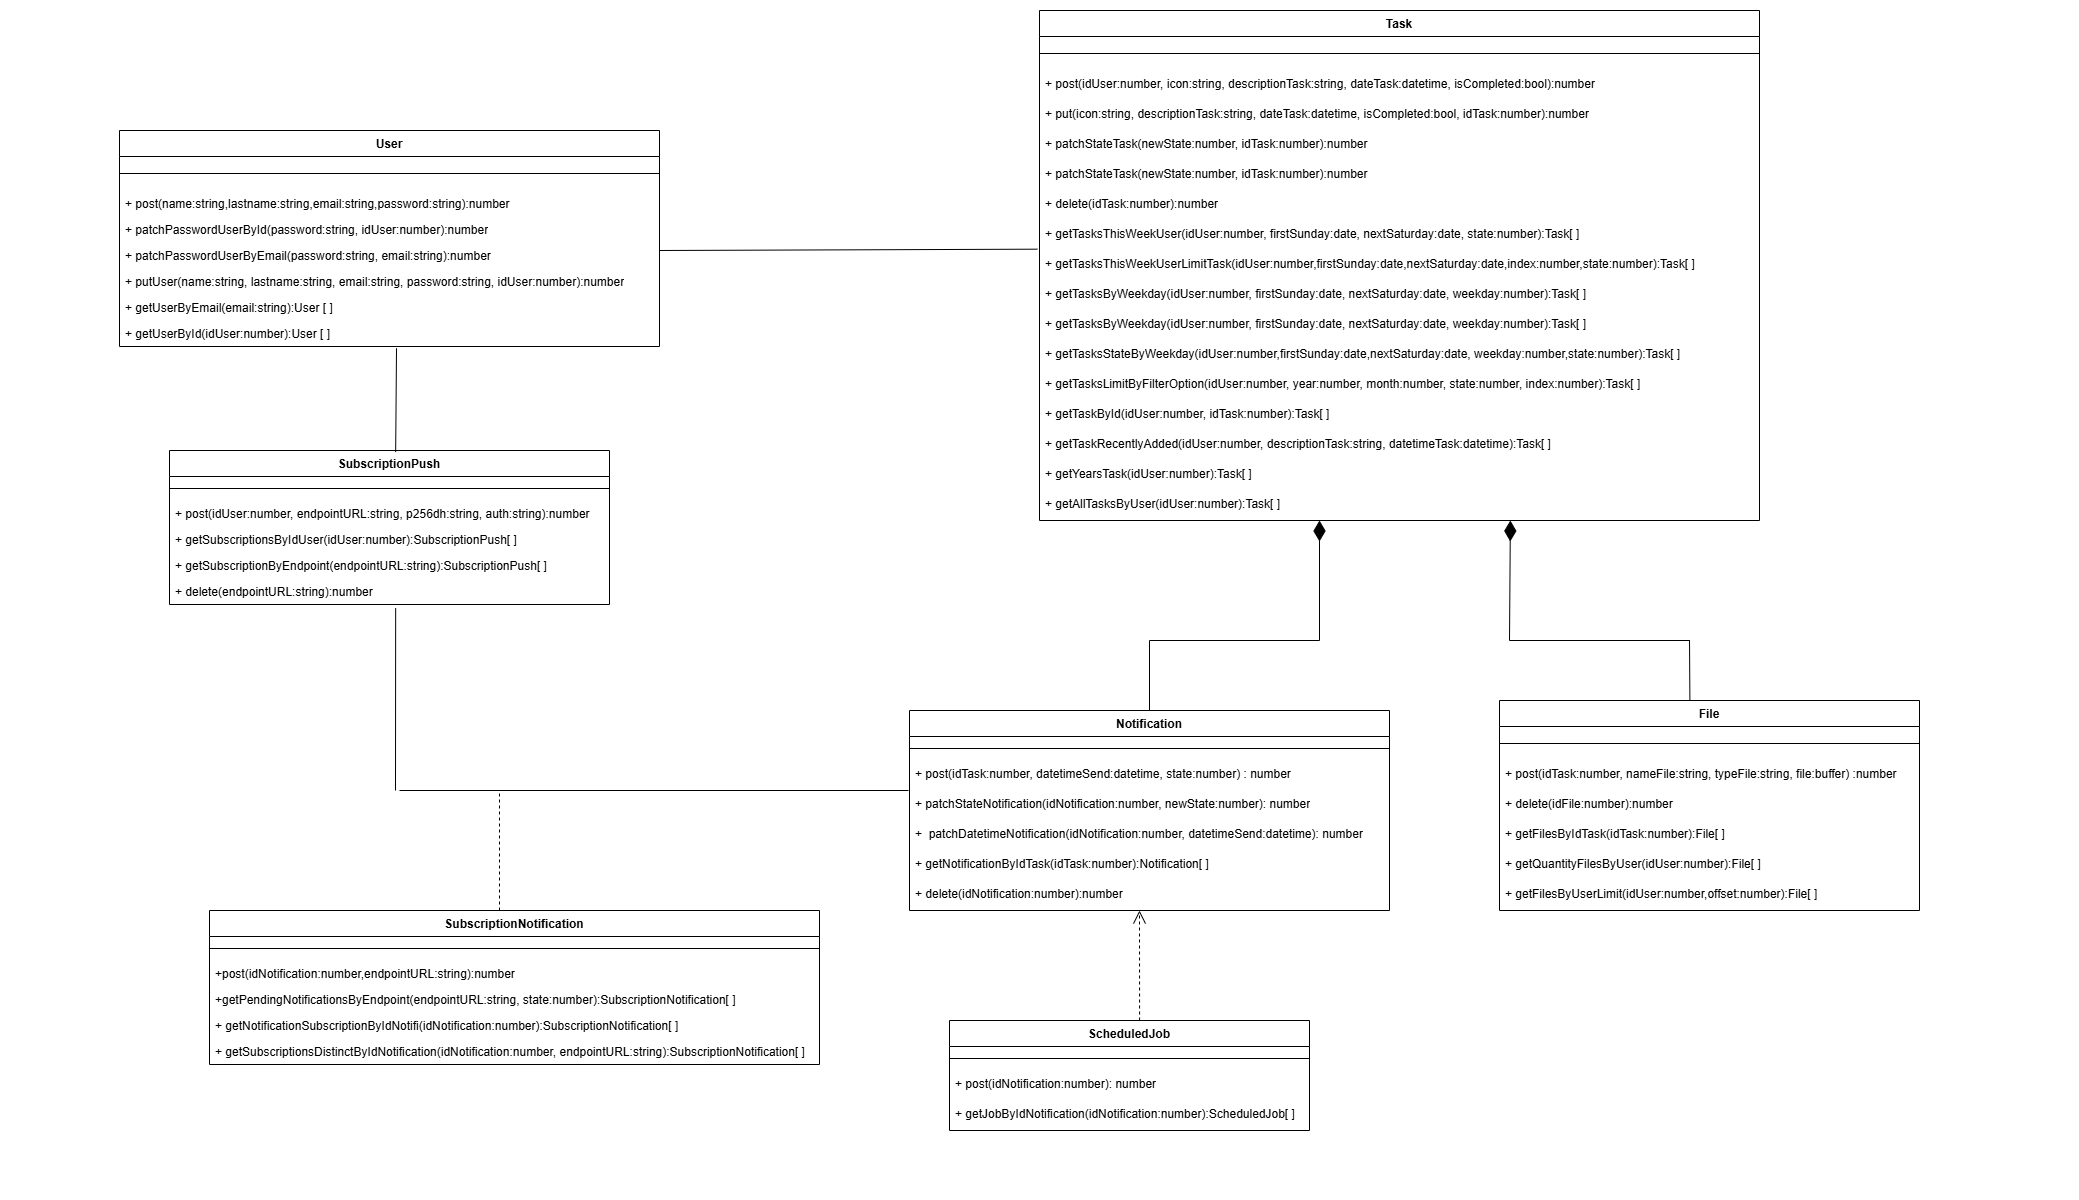 Task
+ post(idUser:number, icon:string, descriptionTask:string, dateTask:datetime, isCompleted:bool):number
+ put(icon:string, descriptionTask:string, dateTask:datetime, isCompleted:bool, idTask:number):number
+ patchStateTask(newState:number, idTask:number):number
+ patchStateTask(newState:number, idTask:number):number
+ delete(idTask:number):number
+ getTasksThisWeekUser(idUser:number, firstSunday:date, nextSaturday:date, state:number):Task[ ]
+ getTasksThisWeekUserLimitTask(idUser:number,firstSunday:date,nextSaturday:date,index:number,state:number):Task[ ]
+ getTasksByWeekday(idUser:number, firstSunday:date, nextSaturday:date, weekday:number):Task[ ]
+ getTasksByWeekday(idUser:number, firstSunday:date, nextSaturday:date, weekday:number):Task[ ]
+ getTasksStateByWeekday(idUser:number,firstSunday:date,nextSaturday:date, weekday:number,state:number):Task[ ]
+ getTasksLimitByFilterOption(idUser:number, year:number, month:number, state:number, index:number):Task[ ]
+ getTaskById(idUser:number, idTask:number):Task[ ]
+ getTaskRecentlyAdded(idUser:number, descriptionTask:string, datetimeTask:datetime):Task[ ]
+ getYearsTask(idUser:number):Task[ ]
+ getAllTasksByUser(idUser:number):Task[ ]
User
+ post(name:string,lastname:string,email:string,password:string):number
+ patchPasswordUserById(password:string, idUser:number):number
+ patchPasswordUserByEmail(password:string, email:string):number
+ putUser(name:string, lastname:string, email:string, password:string, idUser:number):number
+ getUserByEmail(email:string):User [ ]
+ getUserById(idUser:number):User [ ]
SubscriptionPush
+ post(idUser:number, endpointURL:string, p256dh:string, auth:string):number
+ getSubscriptionsByIdUser(idUser:number):SubscriptionPush[ ]
+ getSubscriptionByEndpoint(endpointURL:string):SubscriptionPush[ ]
+ delete(endpointURL:string):number
Notification
+ post(idTask:number, datetimeSend:datetime, state:number) : number
+ patchStateNotification(idNotification:number, newState:number): number
+  patchDatetimeNotification(idNotification:number, datetimeSend:datetime): number
+ getNotificationByIdTask(idTask:number):Notification[ ]
+ delete(idNotification:number):number
File
+ post(idTask:number, nameFile:string, typeFile:string, file:buffer) :number
+ delete(idFile:number):number
+ getFilesByIdTask(idTask:number):File[ ]
+ getQuantityFilesByUser(idUser:number):File[ ]
+ getFilesByUserLimit(idUser:number,offset:number):File[ ]
SubscriptionNotification
+post(idNotification:number,endpointURL:string):number
+getPendingNotificationsByEndpoint(endpointURL:string, state:number):SubscriptionNotification[ ]
+ getNotificationSubscriptionByIdNotifi(idNotification:number):SubscriptionNotification[ ]
+ getSubscriptionsDistinctByIdNotification(idNotification:number, endpointURL:string):SubscriptionNotification[ ]
ScheduledJob
+ post(idNotification:number): number
+ getJobByIdNotification(idNotification:number):ScheduledJob[ ]